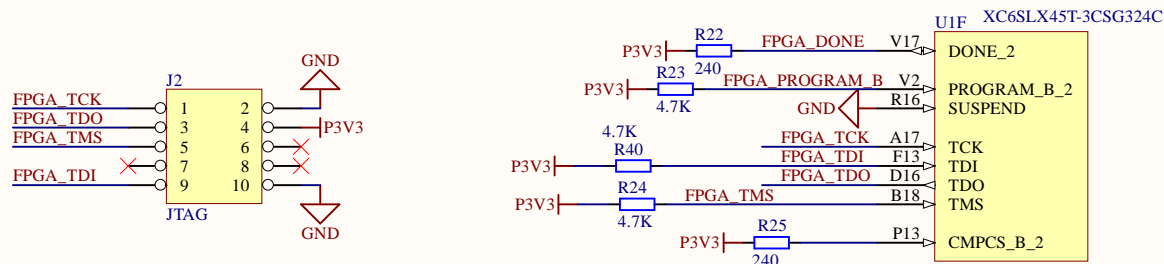 XC6SLX45T-3CSG324C
U1F
R22
FPGA_DONE
V17
P3V3
DONE_2
240
GND
R23
FPGA_PROGRAM_B
V2
P3V3
PROGRAM_B_2
4.7K
GND
R16
SUSPEND
J2
FPGA_TCK
1
2
FPGA_TDO
3
4
P3V3
FPGA_TMS
5
6
7
8
FPGA_TDI
9
10
JTAG
GND
4.7K
FPGA_TCK
A17
TCK
R40
FPGA_TDI
F13
P3V3
TDI
FPGA_TDO
D16
TDO
R24
FPGA_TMS
B18
P3V3
TMS
4.7K
R25
P13
P3V3
CMPCS_B_2
240